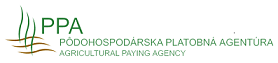 PPA
PÔDOHOSPODÁRSKA PLATOBNÁ AGENTÚRA
AGRICULTURAL PAYING AGENCY